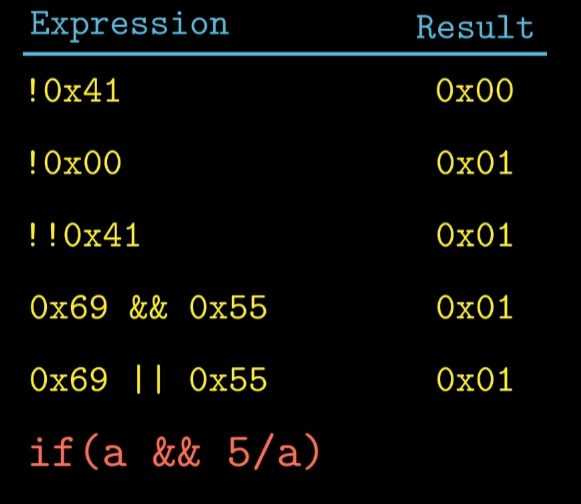 Expression Result
!0x41 0x00
!0x00 0x01
!!0x41 0x01
0x69 && 0x55 0x01
0x69 || 0x55 0x01
if(a && 5/a)